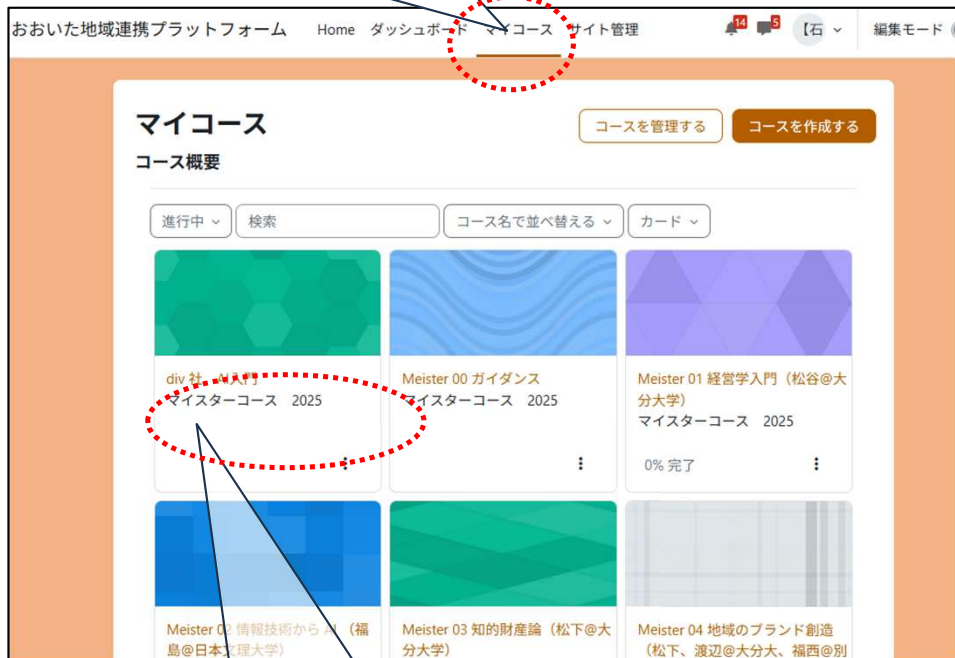 おおいた地域連携プラットフォーム Home ダッシュボード マイコース サイト管理 14 5 【石 編集モード
マイコース
コースを管理する コースを作成する
コース概要
進行中 検索 コース名で並べ替える カード
div 社 AI入門
マイスターコース 2025
Meister 00 ガイダンス
マイスターコース 2025
Meister 01 経営学入門（松谷@大
分大学）
マイスターコース 2025
0% 完了
Meister 02 情報技術から AI （福
島@日本文理大学）
Meister 03 知的財産論（松下@大
分大学）
Meister 04 地域のブランド創造
（松下、渡辺@大分大、福西@別